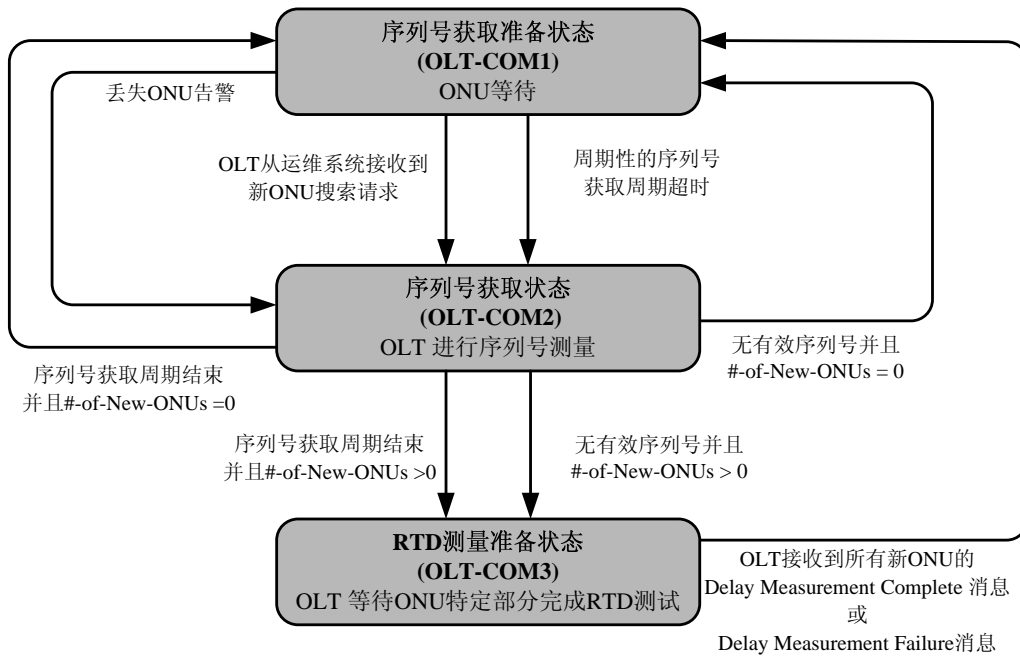 序列号获取准备状态
(OLT-COM1)
ONU等待
丢失ONU告警
OLT从运维系统接收到
新ONU搜索请求
周期性的序列号
获取周期超时
序列号获取状态
(OLT-COM2)
OLT 进行序列号测量
序列号获取周期结束
并且#-of-New-ONUs =0
无有效序列号并且
#-of-New-ONUs = 0
序列号获取周期结束
并且#-of-New-ONUs >0
无有效序列号并且
#-of-New-ONUs > 0
RTD测量准备状态
(OLT-COM3)
OLT 等待ONU特定部分完成RTD测试
OLT接收到所有新ONU的
Delay Measurement Complete 消息
或
Delay Measurement Failure消息